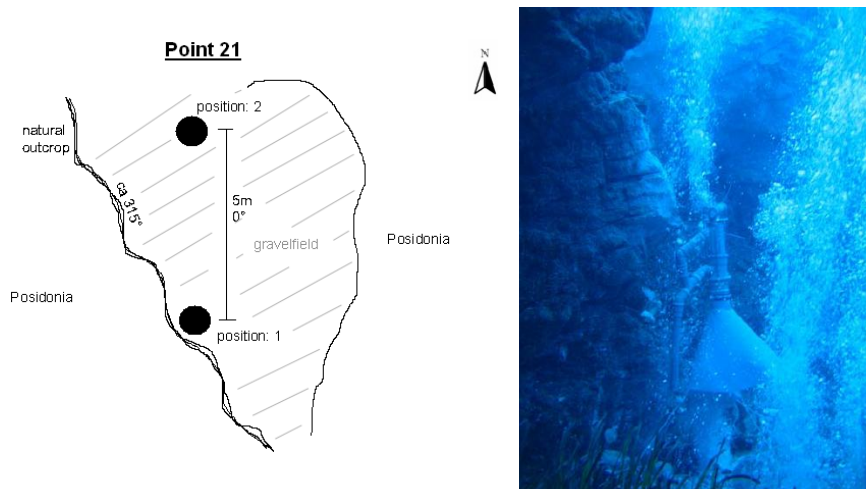 Point 21
N
position: 2
natural
outcrop
ca 315°
5m
0°
gravelfield
Posidonia
Posidonia
position: 1